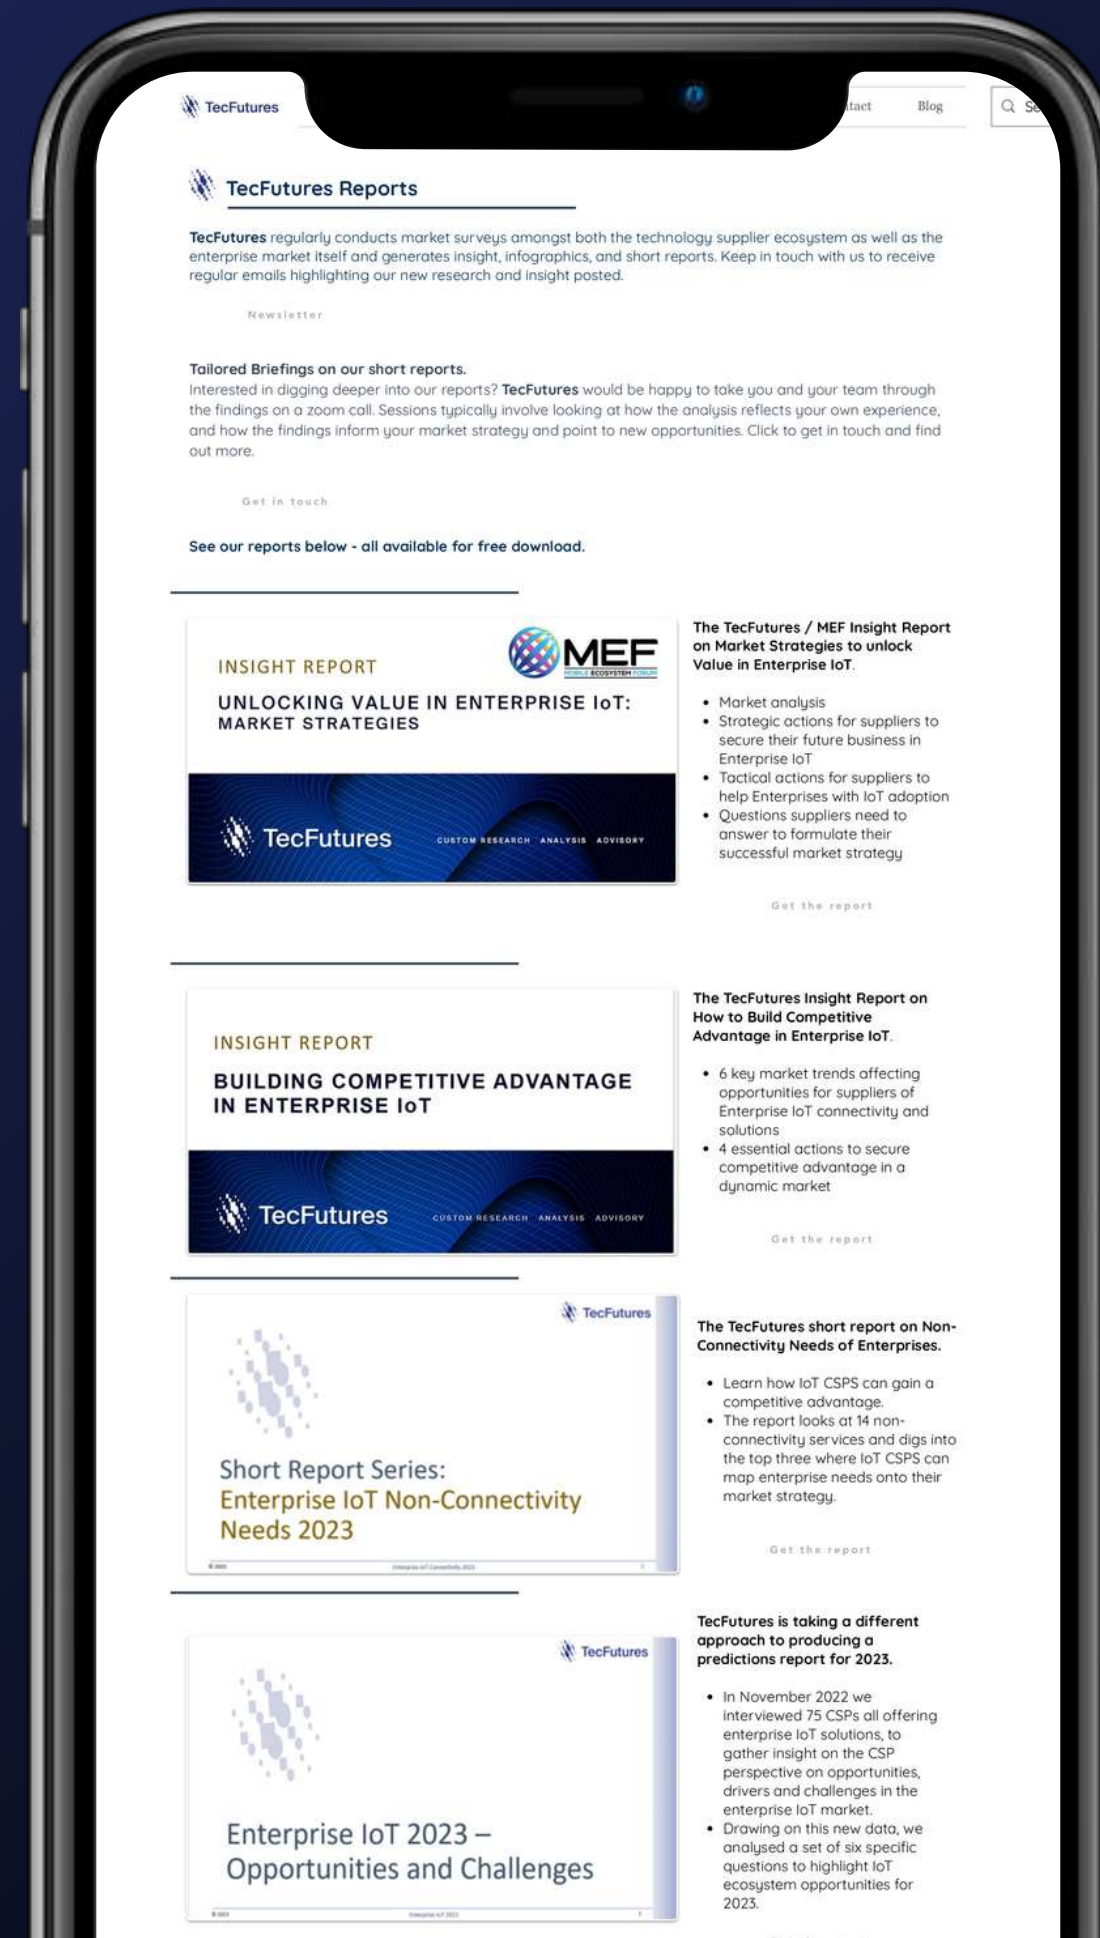 TecFutures
Blog
TecFutures Reports
TecFutures regularly conducts market surveys amongst both the technology supplier ecosystem as well as the
enterprise market itself and generates insight, infographics, and short reports. Keep in touch with us to receive
regular emails highlighting our new research and insight posted.
Newsletter
Tailored Briefings on our short reports.
Interested in digging deeper into our reports? TecFutures would be happy to take you and your team through
the findings on a zoom call. Sessions typically involve looking at how the analysis reflects your own experience,
and how the findings inform your market strategy and point to new opportunities. Click to get in touch and find
out more.
Get in touch
See our reports below - all available for free download.
INSIGHT REPORT
MEF
MOBILE ECOSYSTEM FORUM
UNLOCKING VALUE IN ENTERPRISE IoT:
MARKET STRATEGIES
TecFutures
CUSTOM RESEARCH ANALYSIS ADVISORY
The TecFutures / MEF Insight Report
on Market Strategies to unlock
Value in Enterprise IoT.
• Market analysis
• Strategic actions for suppliers to
secure their future business in
Enterprise IoT
• Tactical actions for suppliers to
help Enterprises with IoT adoption
• Questions suppliers need to
answer to formulate their
successful market strategy
Get the report
INSIGHT REPORT
BUILDING COMPETITIVE ADVANTAGE
IN ENTERPRISE IoT
TecFutures
CUSTOM RESEARCH ANALYSIS ADVISORY
The TecFutures Insight Report on
How to Build Competitive
Advantage in Enterprise IoT.
• 6 key market trends affecting
opportunities for suppliers of
Enterprise IoT connectivity and
solutions
• 4 essential actions to secure
competitive advantage in a
dynamic market
Get the report
TecFutures
Short Report Series:
Enterprise IoT Non-Connectivity
Needs 2023
© 2023
Enterprise IoT Connectivity 2023
The TecFutures short report on Non-
Connectivity Needs of Enterprises.
• Learn how IoT CSPS can gain a
competitive advantage.
• The report looks at 14 non-
connectivity services and digs into
the top three where IoT CSPS can
map enterprise needs onto their
market strategy.
Get the report
TecFutures
Enterprise IoT 2023 –
Opportunities and Challenges
Enterprise IoT 2023
TecFutures is taking a different
approach to producing a
predictions report for 2023.
• In November 2022 we
interviewed 75 CSPs all offering
enterprise IoT solutions, to
gather insight on the CSP
perspective on opportunities,
drivers and challenges in the
enterprise IoT market.
• Drawing on this new data, we
analysed a set of six specific
questions to highlight IoT
ecosystem opportunities for
2023.